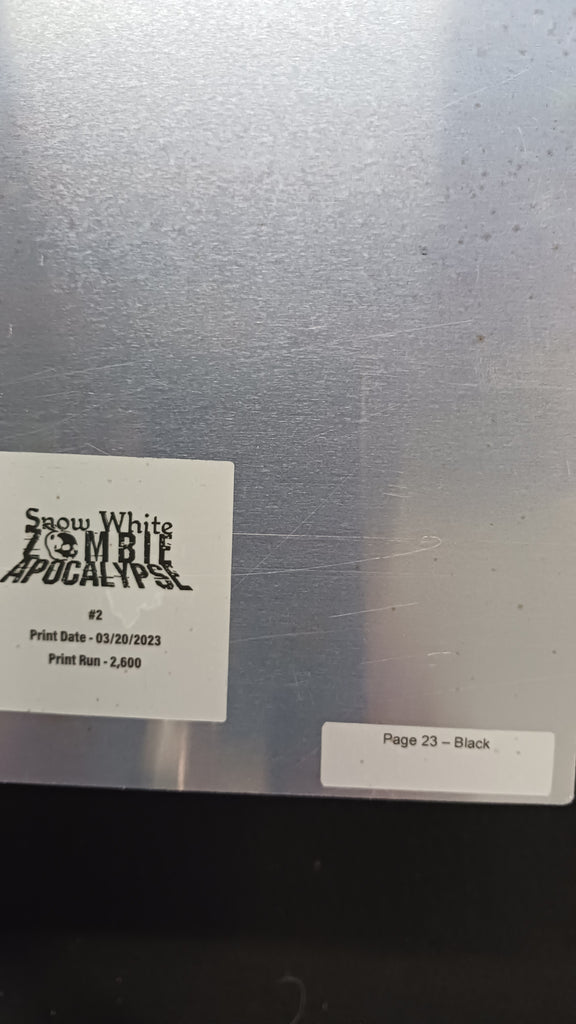 Snow White
ZOMBIE
APOCALYPSE
#2
Print Date - 03/20/2023
Print Run - 2,600
Page 23 – Black